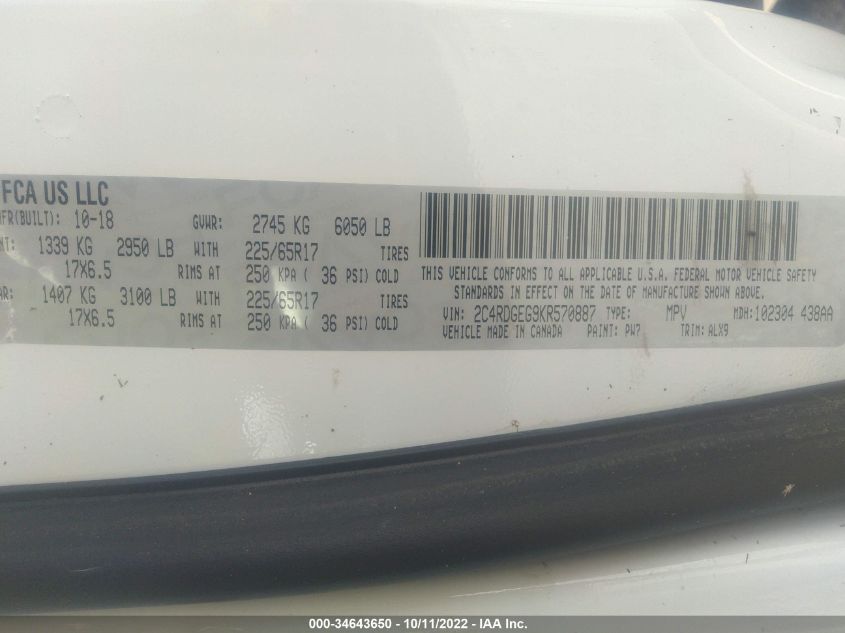 FCA US LLC
MFR(BUILT): 10-18 GVWR: 2745 KG 6050 LB
NT: 1339 KG 2950 LB WITH 225/65R17 TIRES
17X6.5 RIMS AT 250 KPA ( 36 PSI) COLD
AR: 1407 KG 3100 LB WITH 225/65R17 TIRES
17X6.5 RIMS AT 250 KPA ( 36 PSI) COLD
THIS VEHICLE CONFORMS TO ALL APPLICABLE U.S.A. FEDERAL MOTOR VEHICLE SAFETY
STANDARDS IN EFFECT ON THE DATE OF MANUFACTURE SHOWN ABOVE.
VIN: 2C4RDGEG9KR570887 TYPE: MPV MDH:102304 438AA
VEHICLE MADE IN CANADA PAINT: PW7 TRIM: ALX9
000-34643650 - 10/11/2022 - IAA Inc.